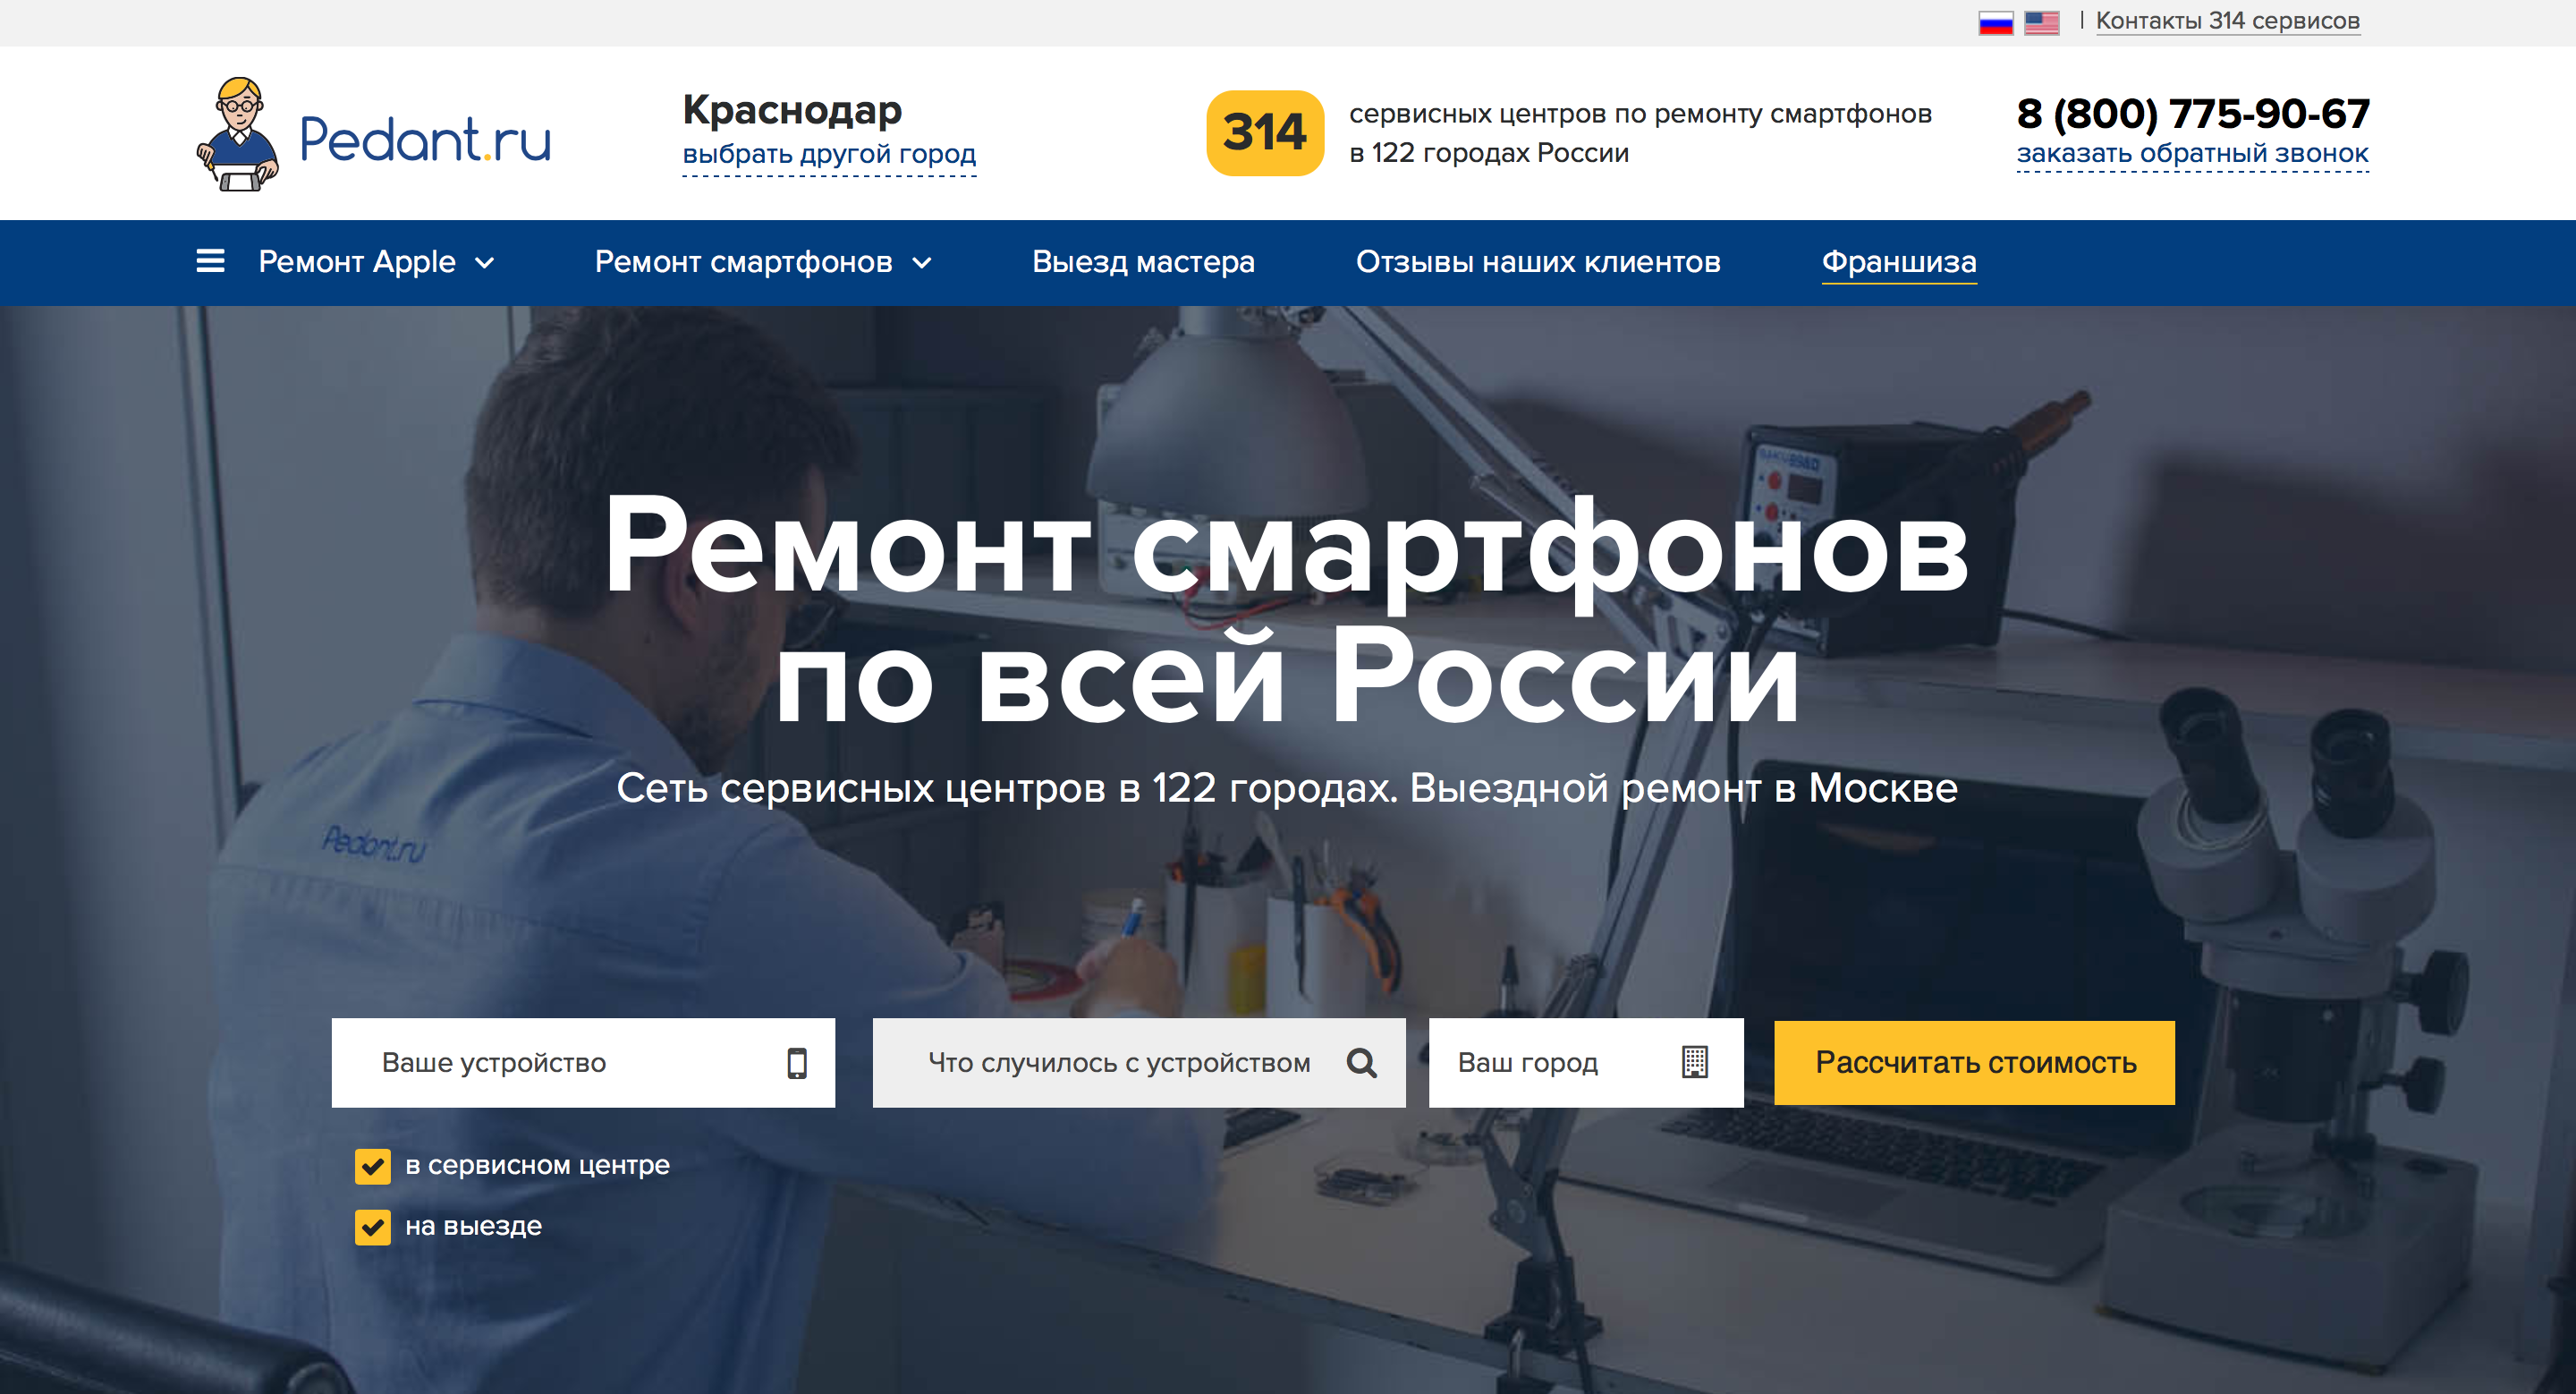 Контакты 314 сервисов
Pedant.ru
Краснодар
выбрать другой город
314
сервисных центров по ремонту смартфонов
в 122 городах России
8 (800) 775-90-67
заказать обратный звонок
Ремонт Apple
Ремонт смартфонов
Выезд мастера
Отзывы наших клиентов
Франшиза
Ремонт смартфонов
по всей России
Сеть сервисных центров в 122 городах. Выездной ремонт в Москве
Pedant.ru
Ваше устройство
Что случилось с устройством
Ваш город
Рассчитать стоимость
в сервисном центре
на выезде